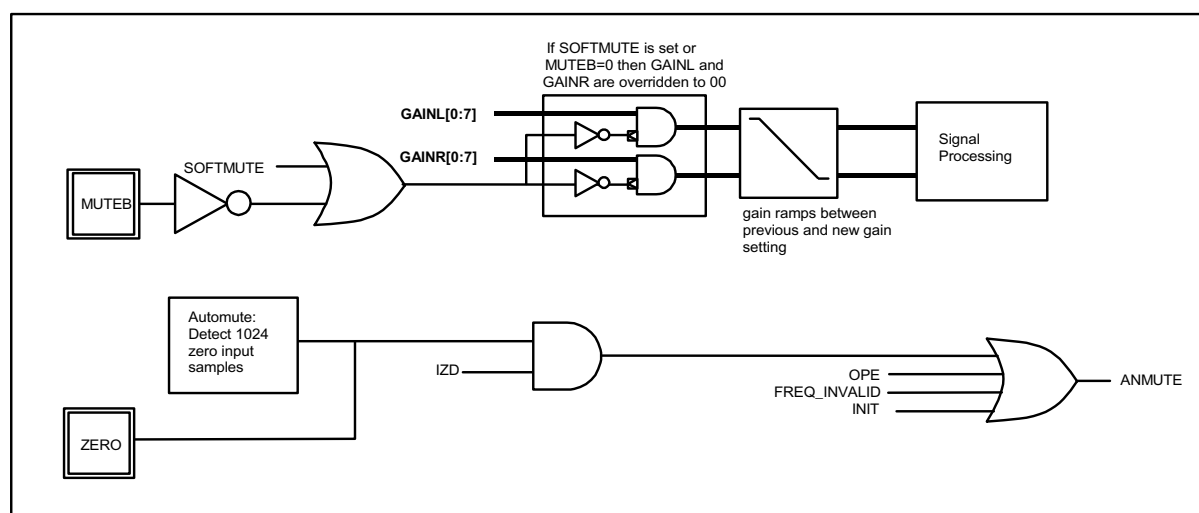 If SOFTMUTE is set or
MUTEB=0 then GAINL and
GAINR are overridden to 00
GAINL[0:7]
SOFTMUTE
GAINR[0:7]
MUTEB
Signal
Processing
gain ramps between
previous and new gain
setting
Automute:
Detect 1024
zero input
samples
IZD
OPE
FREQ_INVALID
INIT
ANMUTE
ZERO